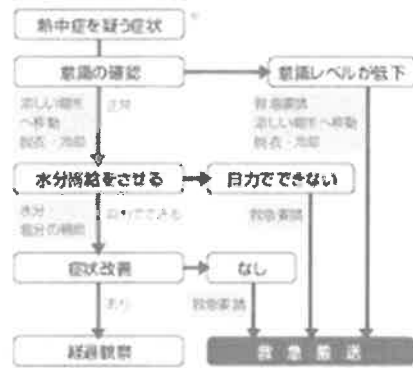 熱中症を疑う症状
意識の確認
意識レベルが低下
涼しい場所
へ移動
脱衣・冷却
正常
救急要請
涼しい場所へ移動
脱衣・冷却
水分補給をさせる
自力でできない
水分・
塩分の補給
自力でできる
救急要請
症状改善
なし
あり
救急要請
経過観察
救急搬送